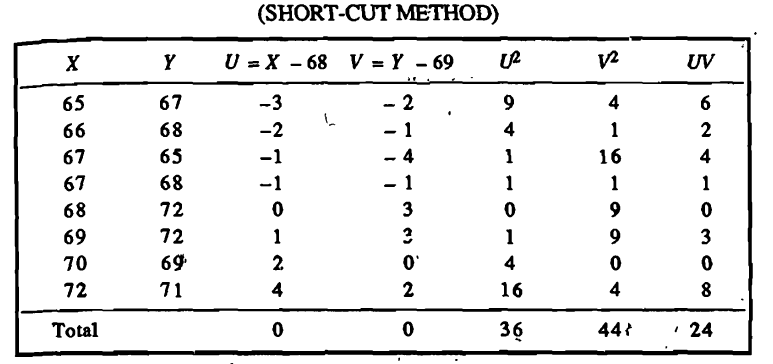 (SHORT-CUT METHOD)
X Y U = X – 68 V = Y – 69 U² V² UV
65 67 –3 – 2 9 4 6
66 68 –2 – 1 4 1 2
67 65 –1 – 4 1 16 4
67 68 –1 – 1 1 1 1
68 72 0 3 0 9 0
69 72 1 3 1 9 3
70 69 2 0 4 0 0
72 71 4 2 16 4 8
Total 0 0 36 44 24